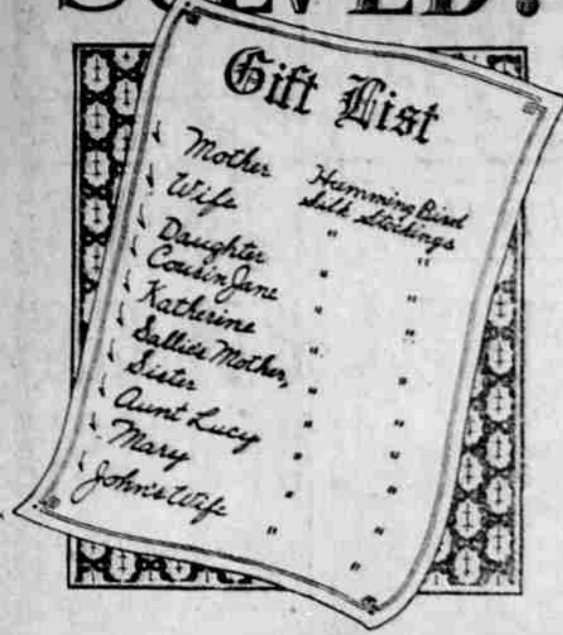 SOLVED!
Gift List
Mother Humming Bird
Wife Silk Stockings
Daughter " "
Cousin Jane " "
Katherine " "
Sallie's Mother, " "
Sister " "
Aunt Lucy " "
Mary " "
John's Wife " "